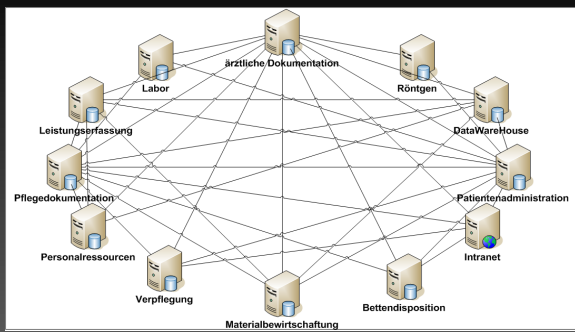 ärztliche Dokumentation
Labor
Röntgen
Leistungserfassung
DataWareHouse
Pflegedokumentation
Patientenadministration
Personalressourcen
Intranet
Verpflegung
Bettendisposition
Materialbewirtschaftung